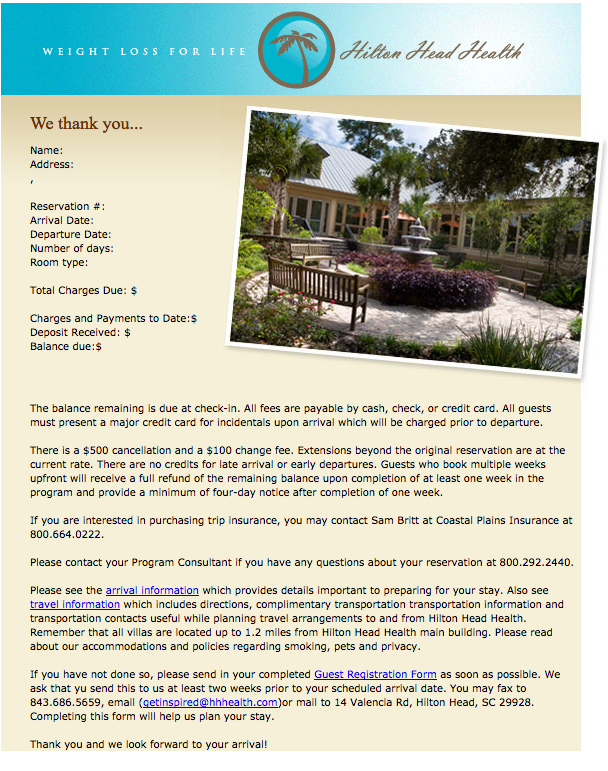 WEIGHT LOSS FOR LIFE
Hilton Head Health
We thank you...
Name:
Address:
,
Reservation #:
Arrival Date:
Departure Date:
Number of days:
Room type:
Total Charges Due: $
Charges and Payments to Date:$
Deposit Received: $
Balance due:$
The balance remaining is due at check-in. All fees are payable by cash, check, or credit card. All guests
must present a major credit card for incidentals upon arrival which will be charged prior to departure.
There is a $500 cancellation and a $100 change fee. Extensions beyond the original reservation are at the
current rate. There are no credits for late arrival or early departures. Guests who book multiple weeks
upfront will receive a full refund of the remaining balance upon completion of at least one week in the
program and provide a minimum of four-day notice after completion of one week.
If you are interested in purchasing trip insurance, you may contact Sam Britt at Coastal Plains Insurance at
800.664.0222.
Please contact your Program Consultant if you have any questions about your reservation at 800.292.2440.
Please see the arrival information which provides details important to preparing for your stay. Also see
travel information which includes directions, complimentary transportation transportation information and
transportation contacts useful while planning travel arrangements to and from Hilton Head Health.
Remember that all villas are located up to 1.2 miles from Hilton Head Health main building. Please read
about our accommodations and policies regarding smoking, pets and privacy.
If you have not done so, please send in your completed Guest Registration Form as soon as possible. We
ask that yu send this to us at least two weeks prior to your scheduled arrival date. You may fax to
843.686.5659, email (getinspired@hhhealth.com)or mail to 14 Valencia Rd, Hilton Head, SC 29928.
Completing this form will help us plan your stay.
Thank you and we look forward to your arrival!